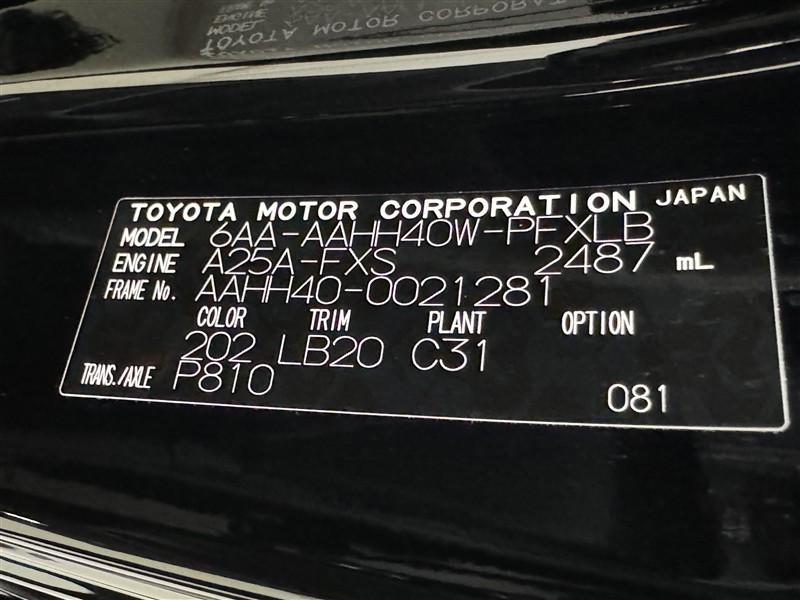 TOYOTA MOTOR CORPORATION JAPAN
MODEL 6AA-AAHH40W-PFXLB
ENGINE A25A-FXS 2487 mL
FRAME No. AAHH40-0021281
COLOR TRIM PLANT OPTION
202 LB20 C31
TRANS./AXLE P810
081